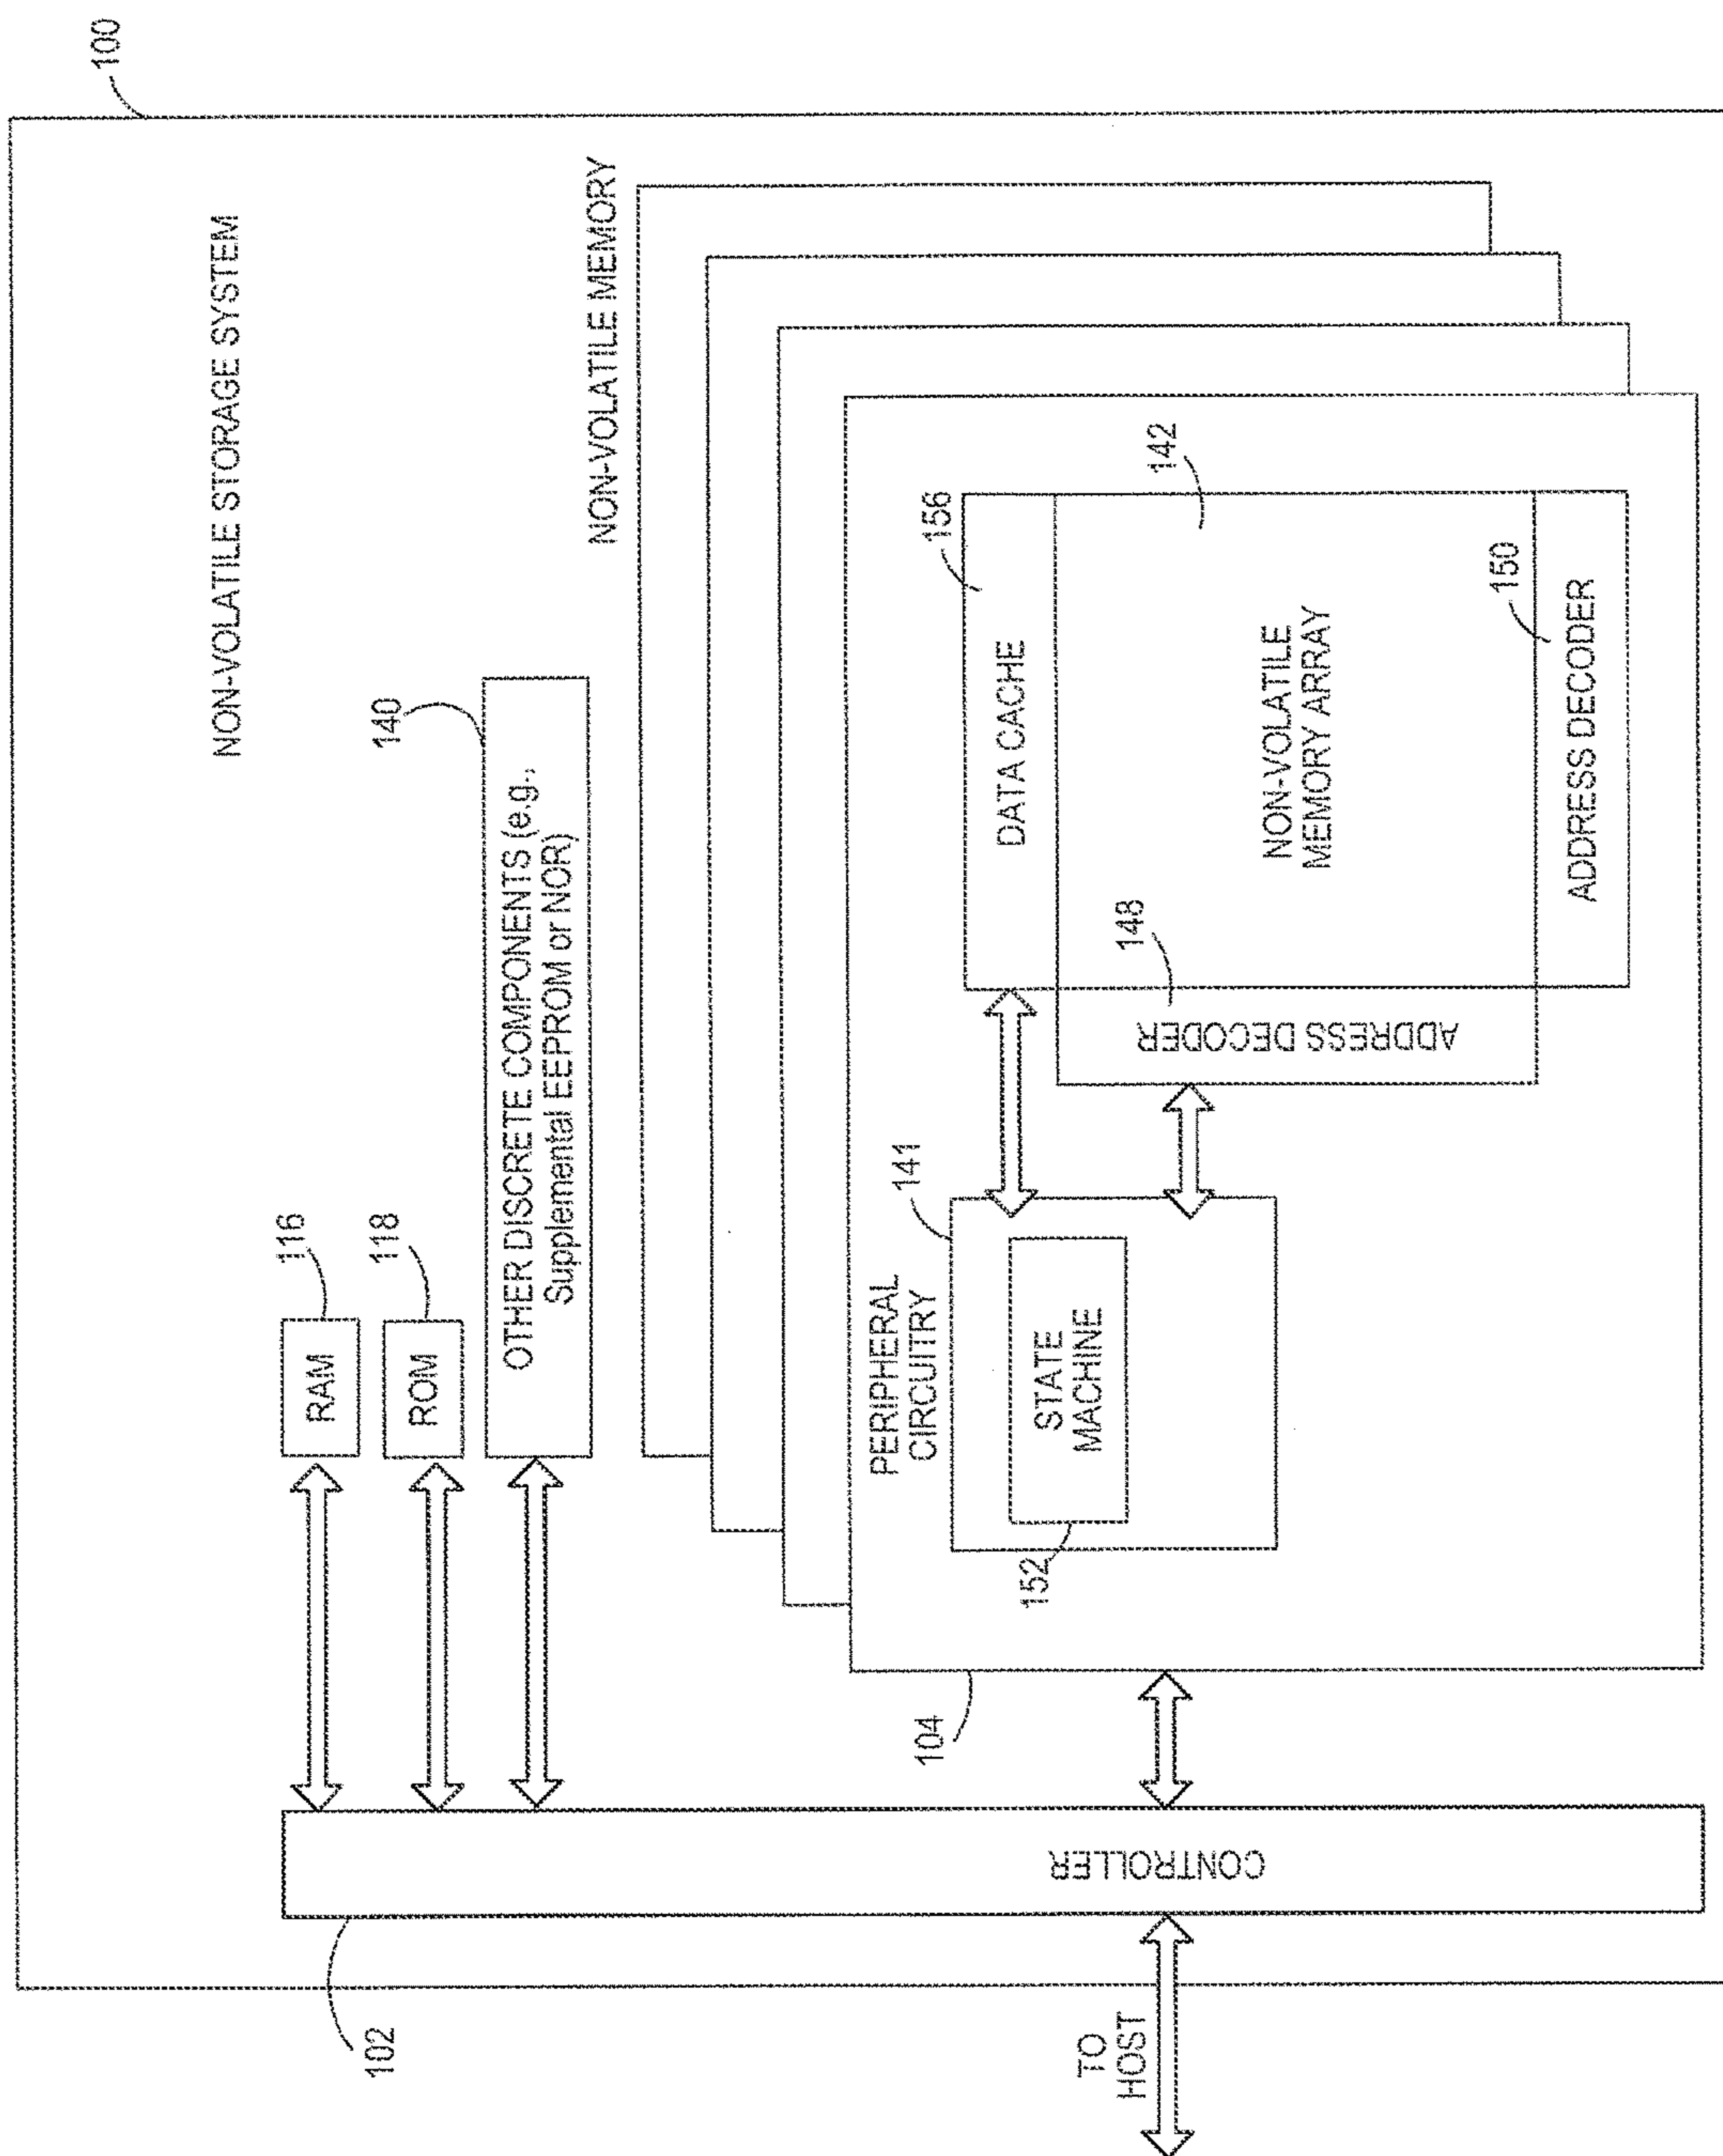 100
NON-VOLATILE STORAGE SYSTEM
116
RAM
118
ROM
140
OTHER DISCRETE COMPONENTS (e.g.,
Supplemental EEPROM or NOR)
NON-VOLATILE MEMORY
102
CONTROLLER
TO
HOST
104
PERIPHERAL
CIRCUITRY
141
STATE
MACHINE
152
DATA CACHE
156
ADDRESS DECODER
148
NON-VOLATILE
MEMORY ARRAY
142
ADDRESS DECODER
150